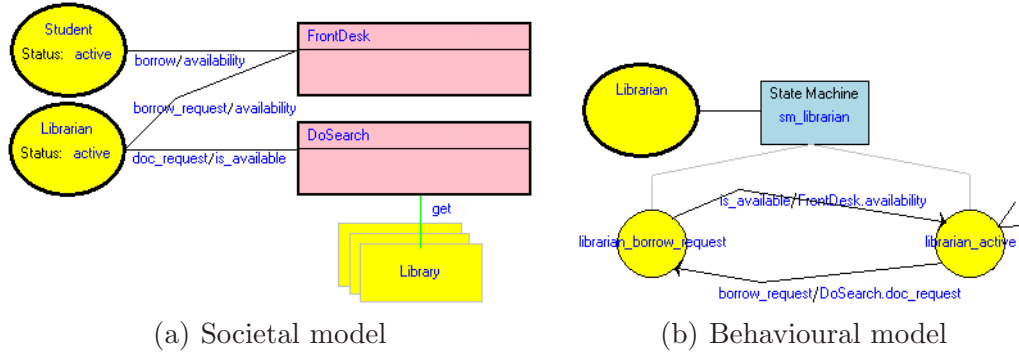 Student
Status: active
borrow/availability
borrow_request/availability
Librarian
Status: active
doc_request/is_available
FrontDesk
DoSearch
get
Library
(a) Societal model
Librarian
State Machine
sm_librarian
is_available/FrontDesk.availability
librarian_borrow_request
librarian_active
borrow_request/DoSearch.doc_request
(b) Behavioural model